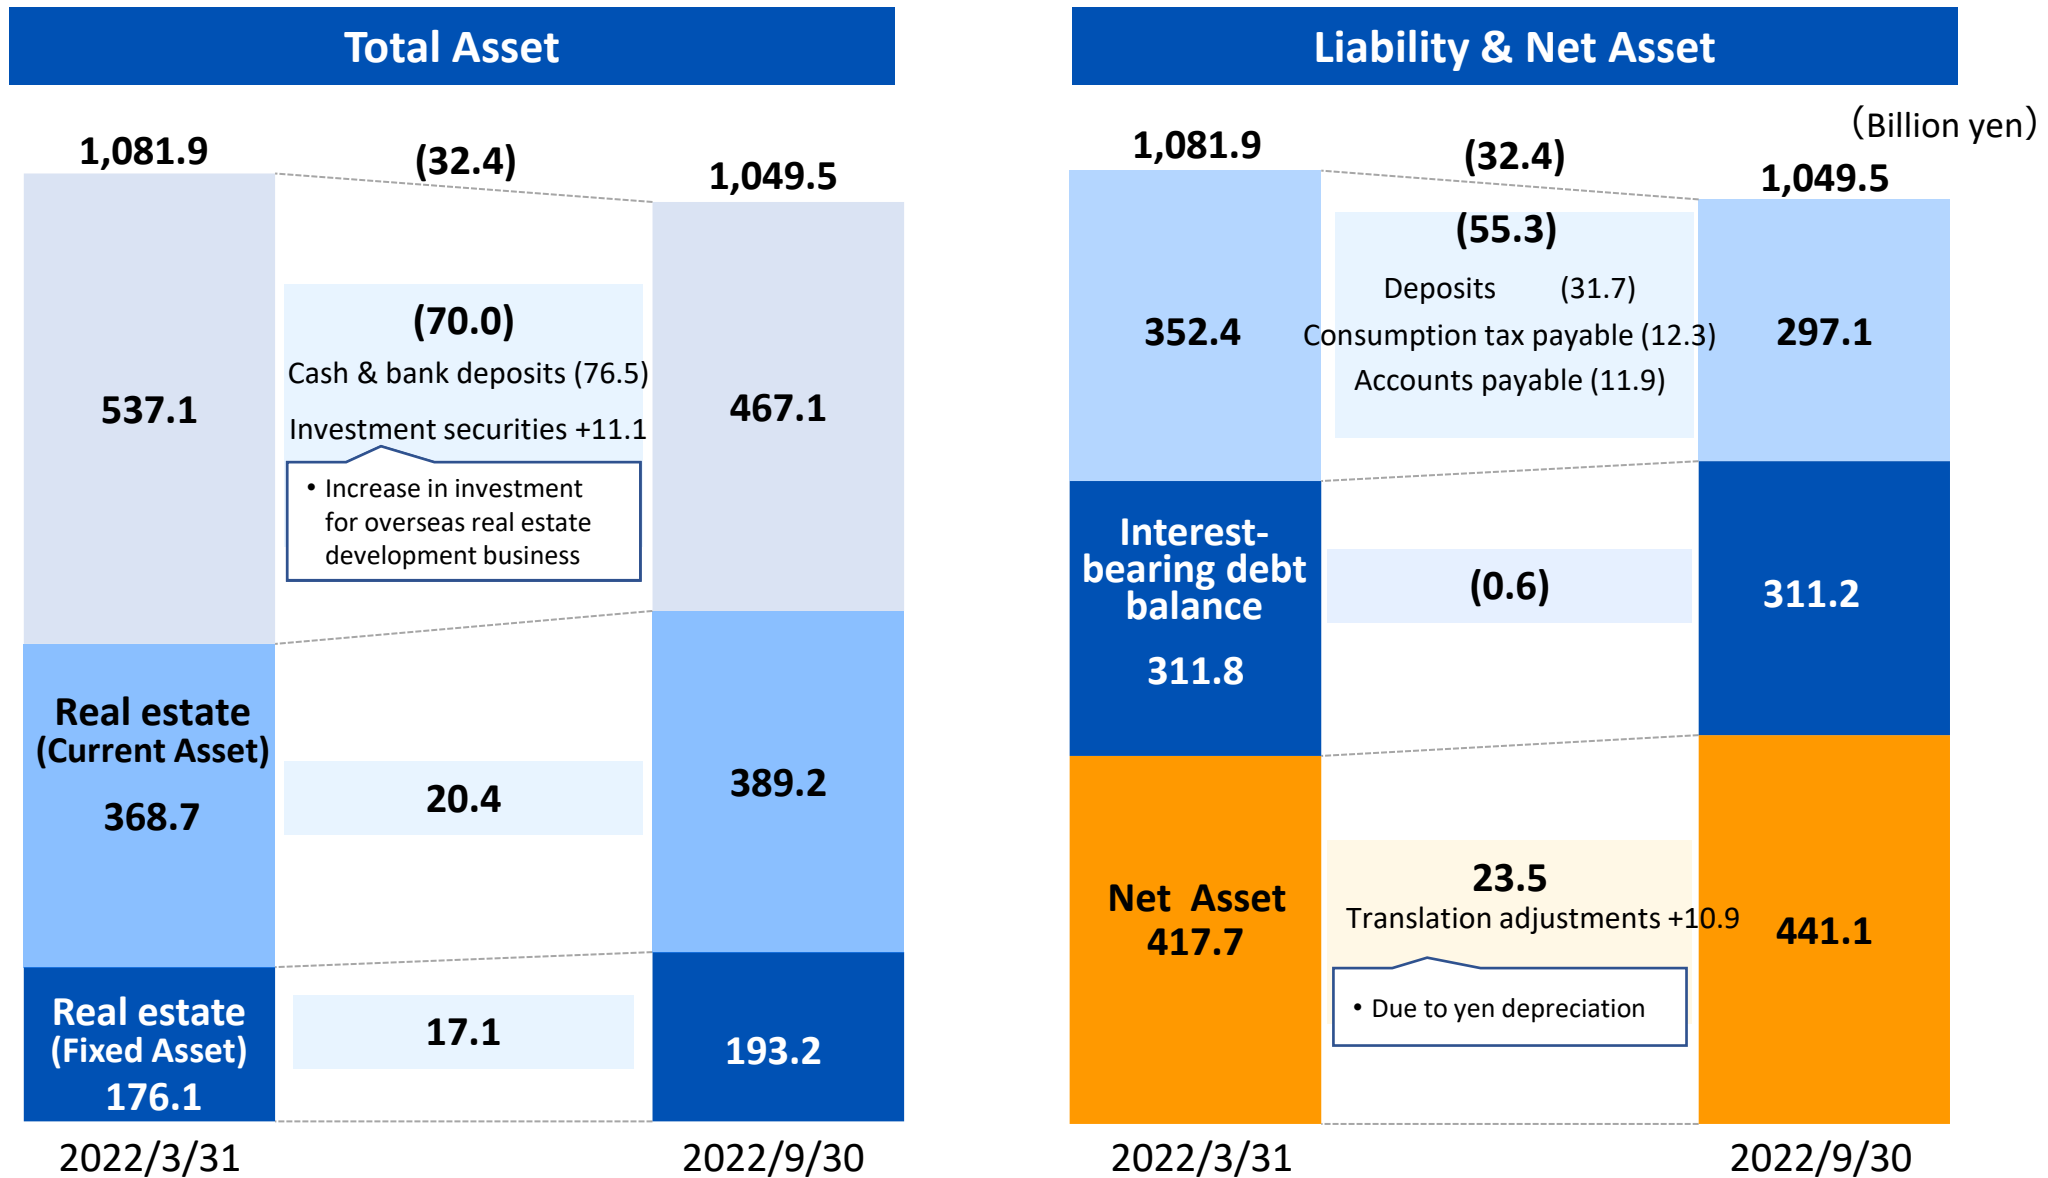 Total Asset
1,081.9
(32.4)
1,049.5
537.1
(70.0)
Cash & bank deposits (76.5)
Investment securities +11.1
• Increase in investment
for overseas real estate
development business
467.1
Real estate
(Current Asset)
368.7
20.4
389.2
Real estate
(Fixed Asset)
176.1
17.1
193.2
2022/3/31
2022/9/30
Liability & Net Asset
（Billion yen）
1,081.9
(32.4)
1,049.5
352.4
(55.3)
Deposits (31.7)
Consumption tax payable (12.3)
Accounts payable (11.9)
297.1
Interest-
bearing debt
balance
311.8
(0.6)
311.2
Net Asset
417.7
23.5
Translation adjustments +10.9
• Due to yen depreciation
441.1
2022/3/31
2022/9/30